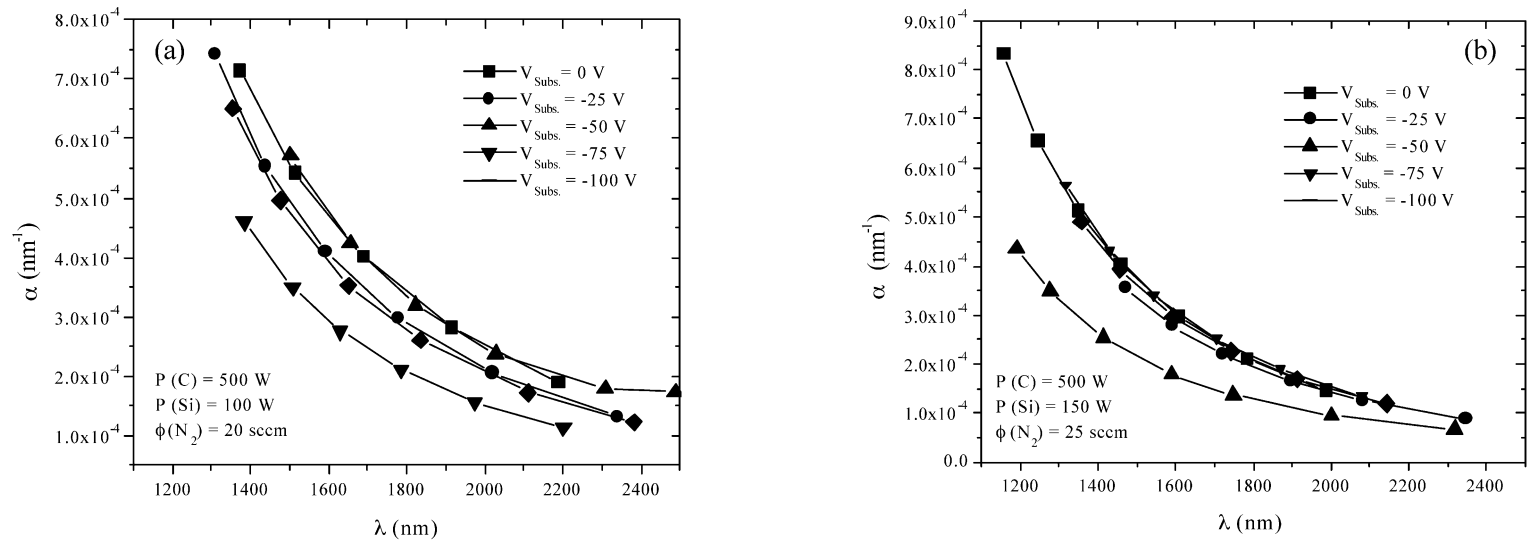 (a)
8.0x10⁻⁴
7.0x10⁻⁴
6.0x10⁻⁴
5.0x10⁻⁴
4.0x10⁻⁴
3.0x10⁻⁴
2.0x10⁻⁴
1.0x10⁻⁴
α (nm⁻¹)
V_Subs. = 0 V
V_Subs. = -25 V
V_Subs. = -50 V
V_Subs. = -75 V
V_Subs. = -100 V
P (C) = 500 W
P (Si) = 100 W
ϕ (N₂) = 20 sccm
1200 1400 1600 1800 2000 2200 2400
λ (nm)
(b)
9.0x10⁻⁴
8.0x10⁻⁴
7.0x10⁻⁴
6.0x10⁻⁴
5.0x10⁻⁴
4.0x10⁻⁴
3.0x10⁻⁴
2.0x10⁻⁴
1.0x10⁻⁴
0.0
α (nm⁻¹)
V_Subs. = 0 V
V_Subs. = -25 V
V_Subs. = -50 V
V_Subs. = -75 V
V_Subs. = -100 V
P (C) = 500 W
P (Si) = 150 W
ϕ (N₂) = 25 sccm
1200 1400 1600 1800 2000 2200 2400
λ (nm)